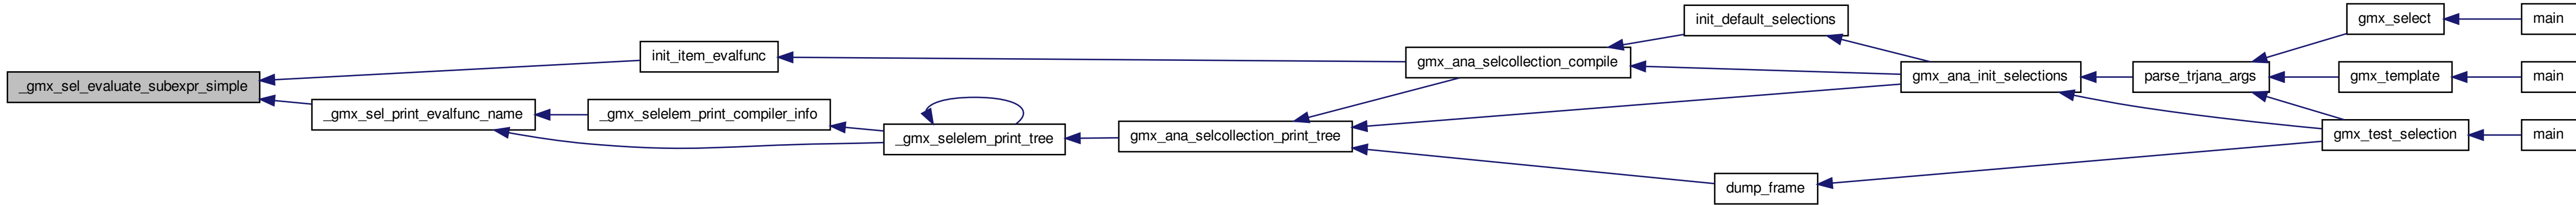 _gmx_sel_evaluate_subexpr_simple
init_item_evalfunc
_gmx_sel_print_evalfunc_name
_gmx_selelem_print_compiler_info
_gmx_selelem_print_tree
gmx_ana_selcollection_print_tree
gmx_ana_selcollection_compile
init_default_selections
dump_frame
gmx_ana_init_selections
parse_trjana_args
gmx_select
gmx_template
gmx_test_selection
main
main
main